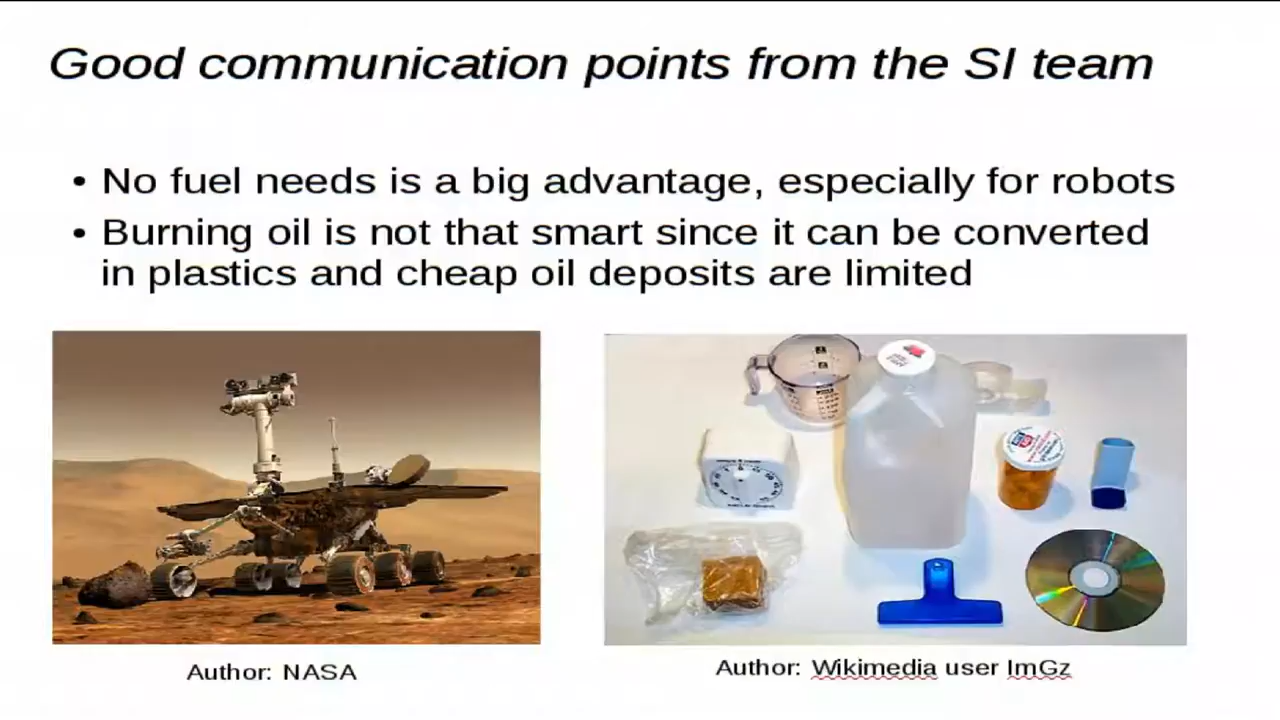 Good communication points from the SI team
• No fuel needs is a big advantage, especially for robots
• Burning oil is not that smart since it can be converted
in plastics and cheap oil deposits are limited
Author: NASA
Author: Wikimedia user ImGz